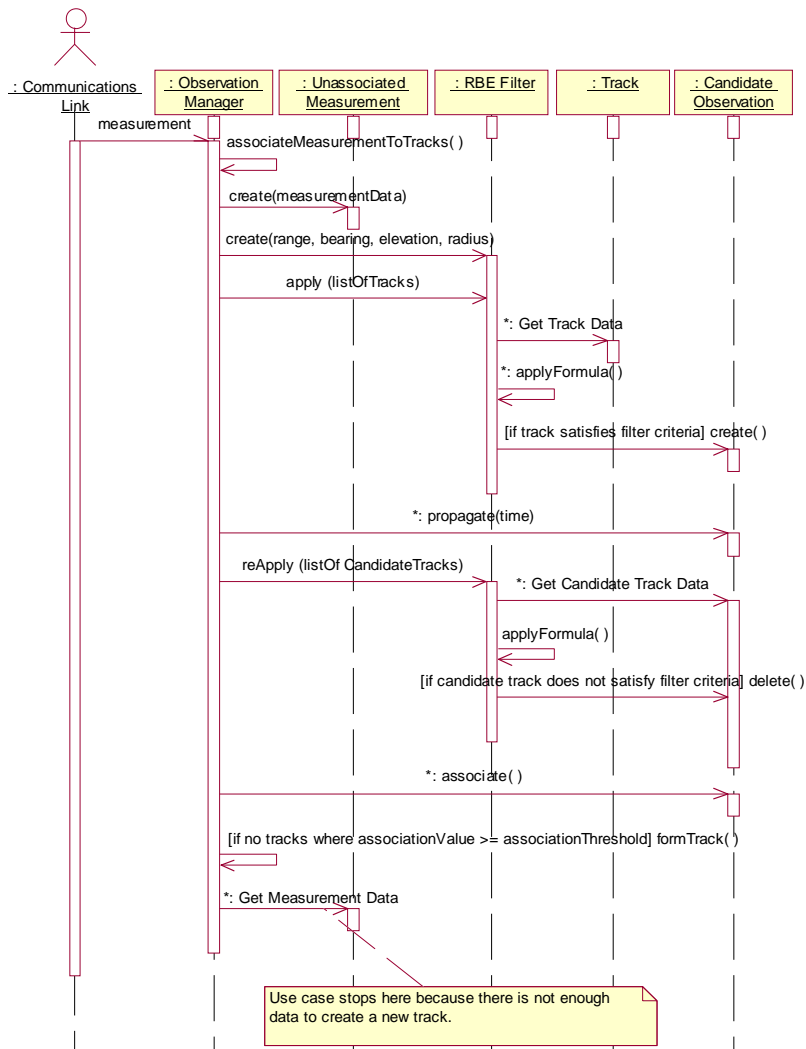 : Communications
Link
: Observation
Manager
: Unassociated
Measurement
: RBE Filter
: Track
: Candidate
Observation
measurement
associateMeasurementToTracks( )
create(measurementData)
create(range, bearing, elevation, radius)
apply (listOfTracks)
*: Get Track Data
*: applyFormula( )
[if track satisfies filter criteria] create( )
*: propagate(time)
reApply (listOf CandidateTracks)
*: Get Candidate Track Data
applyFormula( )
[if candidate track does not satisfy filter criteria] delete( )
*: associate( )
[if no tracks where associationValue >= associationThreshold] formTrack( )
*: Get Measurement Data
Use case stops here because there is not enough
data to create a new track.